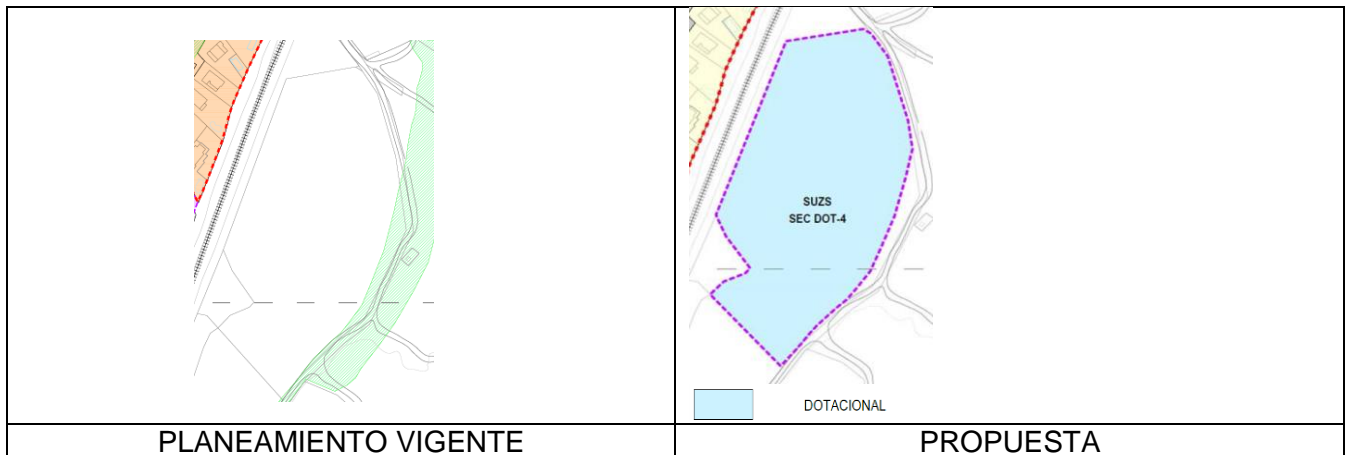 SUZS
SEC DOT-4
DOTACIONAL
PLANEAMIENTO VIGENTE
PROPUESTA